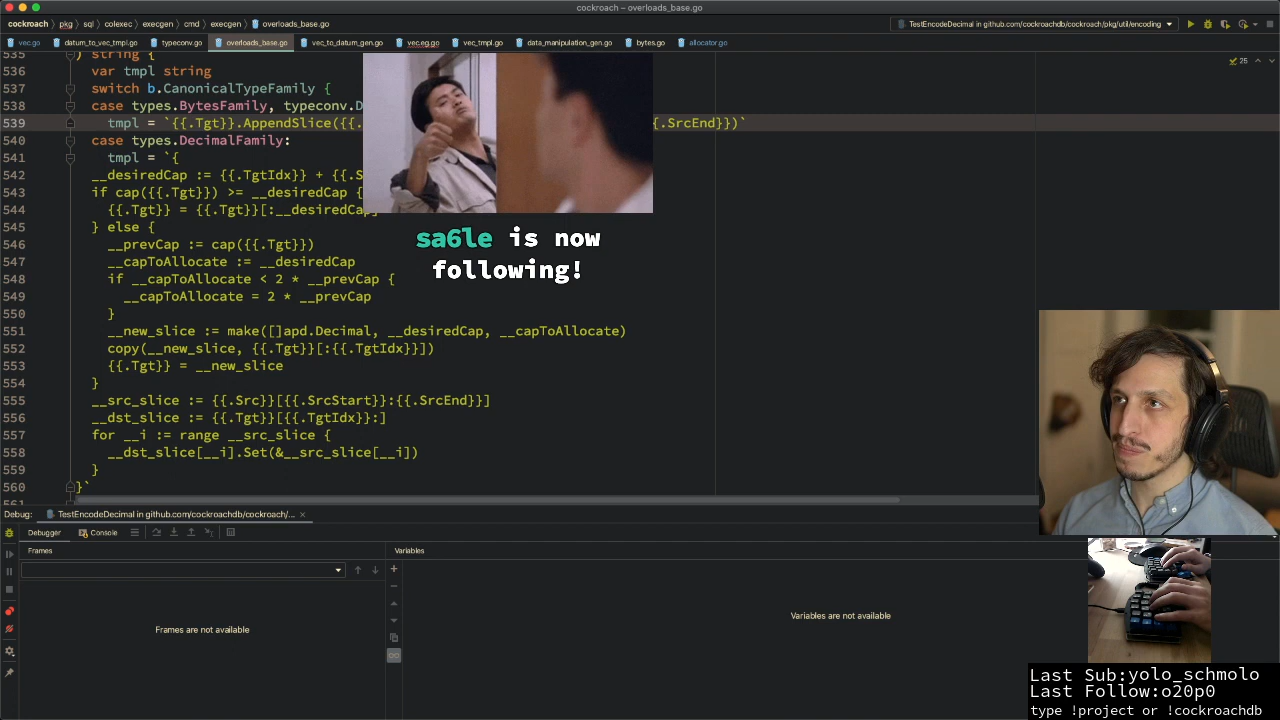 cockroach – overloads_base.go
cockroach › pkg › sql › colexec › execgen › cmd › execgen › overloads_base.go
TestEncodeDecimal in github.com/cockroachdb/cockroach/pkg/util/encoding
vec.go datum_to_vec_tmpl.go typeconv.go overloads_base.go vec_to_datum_gen.go vec.eg.go vec_tmpl.go data_manipulation_gen.go bytes.go allocator.go
535 ) string {
25
536 var tmpl string
537 switch b.CanonicalTypeFamily {
538 case types.BytesFamily, typeconv.D
539 tmpl = `{{.Tgt}}.AppendSlice({{. {.SrcEnd}})`
540 case types.DecimalFamily:
541 tmpl = `{
542 __desiredCap := {{.TgtIdx}} + {{.S
543 if cap({{.Tgt}}) >= __desiredCap {
544 {{.Tgt}} = {{.Tgt}}[:__desiredCap]
545 } else {
546 __prevCap := cap({{.Tgt}})
547 __capToAllocate := __desiredCap
548 if __capToAllocate < 2 * __prevCap {
549 __capToAllocate = 2 * __prevCap
550 }
551 __new_slice := make([]apd.Decimal, __desiredCap, __capToAllocate)
552 copy(__new_slice, {{.Tgt}}[:{{.TgtIdx}}])
553 {{.Tgt}} = __new_slice
554 }
555 __src_slice := {{.Src}}[{{.SrcStart}}:{{.SrcEnd}}]
556 __dst_slice := {{.Tgt}}[{{.TgtIdx}}:]
557 for __i := range __src_slice {
558 __dst_slice[__i].Set(&__src_slice[__i])
559 }
560 }`
561
sa6le is now
following!
Debug: TestEncodeDecimal in github.com/cockroachdb/cockroach/...
Debugger Console
Frames Variables
Frames are not available
Variables are not available
Last Sub:yolo_schmolo
Last Follow:o20p0
type !project or !cockroachdb